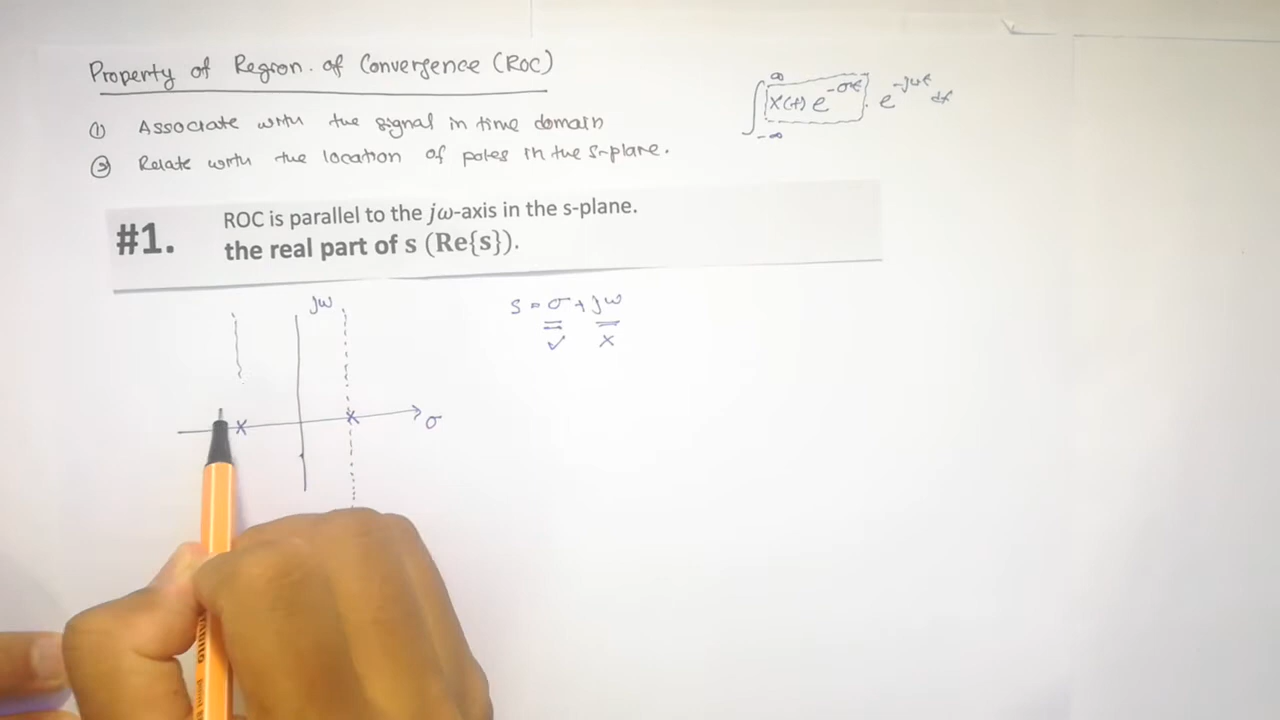 Property of Region. of Convergence (ROC)
∫ from -∞ to ∞ x(t) e^{-σt} . e^{-jωt} dt
① Associate with the signal in time domain
② Relate with the location of poles in the s-plane.
#1. ROC is parallel to the jω-axis in the s-plane.
the real part of s (Re{s}).
jω
s = σ + jω
✓ x
x x
σ